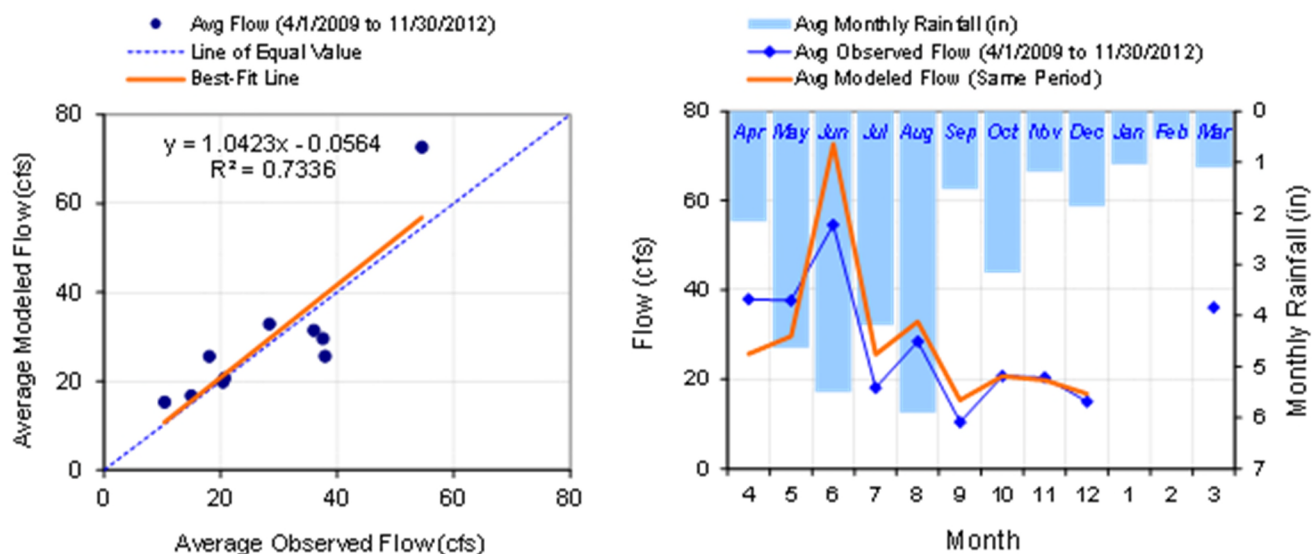 Avg Flow (4/1/2009 to 11/30/2012)
Line of Equal Value
Best-Fit Line
80
60
40
20
0
y = 1.0423x - 0.0564
R² = 0.7336
0 20 40 60 80
Average Modeled Flow (cfs)
Average Observed Flow (cfs)
Avg Monthly Rainfall (in)
Avg Observed Flow (4/1/2009 to 11/30/2012)
Avg Modeled Flow (Same Period)
80
60
40
20
0
Apr May Jun Jul Aug Sep Oct Nov Dec Jan Feb Mar
0
1
2
3
4
5
6
7
4 5 6 7 8 9 10 11 12 1 2 3
Flow (cfs)
Monthly Rainfall (in)
Month